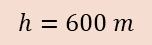 h = 600 m